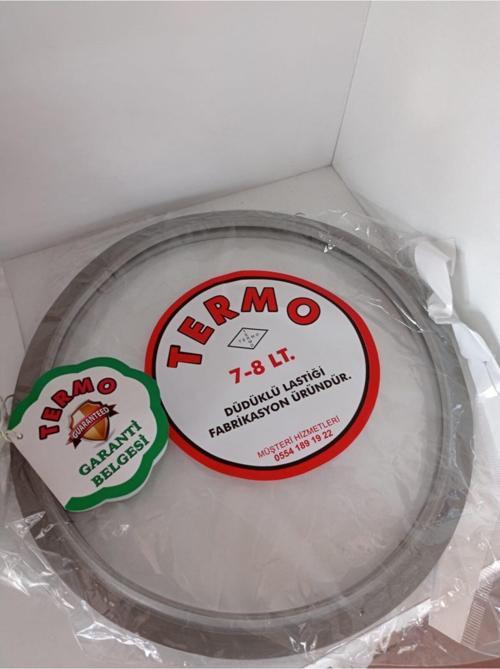 TERMO
TERMO
7-8 LT.
DÜDÜKLÜ LASTİĞİ
FABRİKASYON ÜRÜNDÜR.
MÜŞTERİ HİZMETLERİ
0554 189 19 22
TERMO
GUARANTEED
GARANTİ
BELGESİ